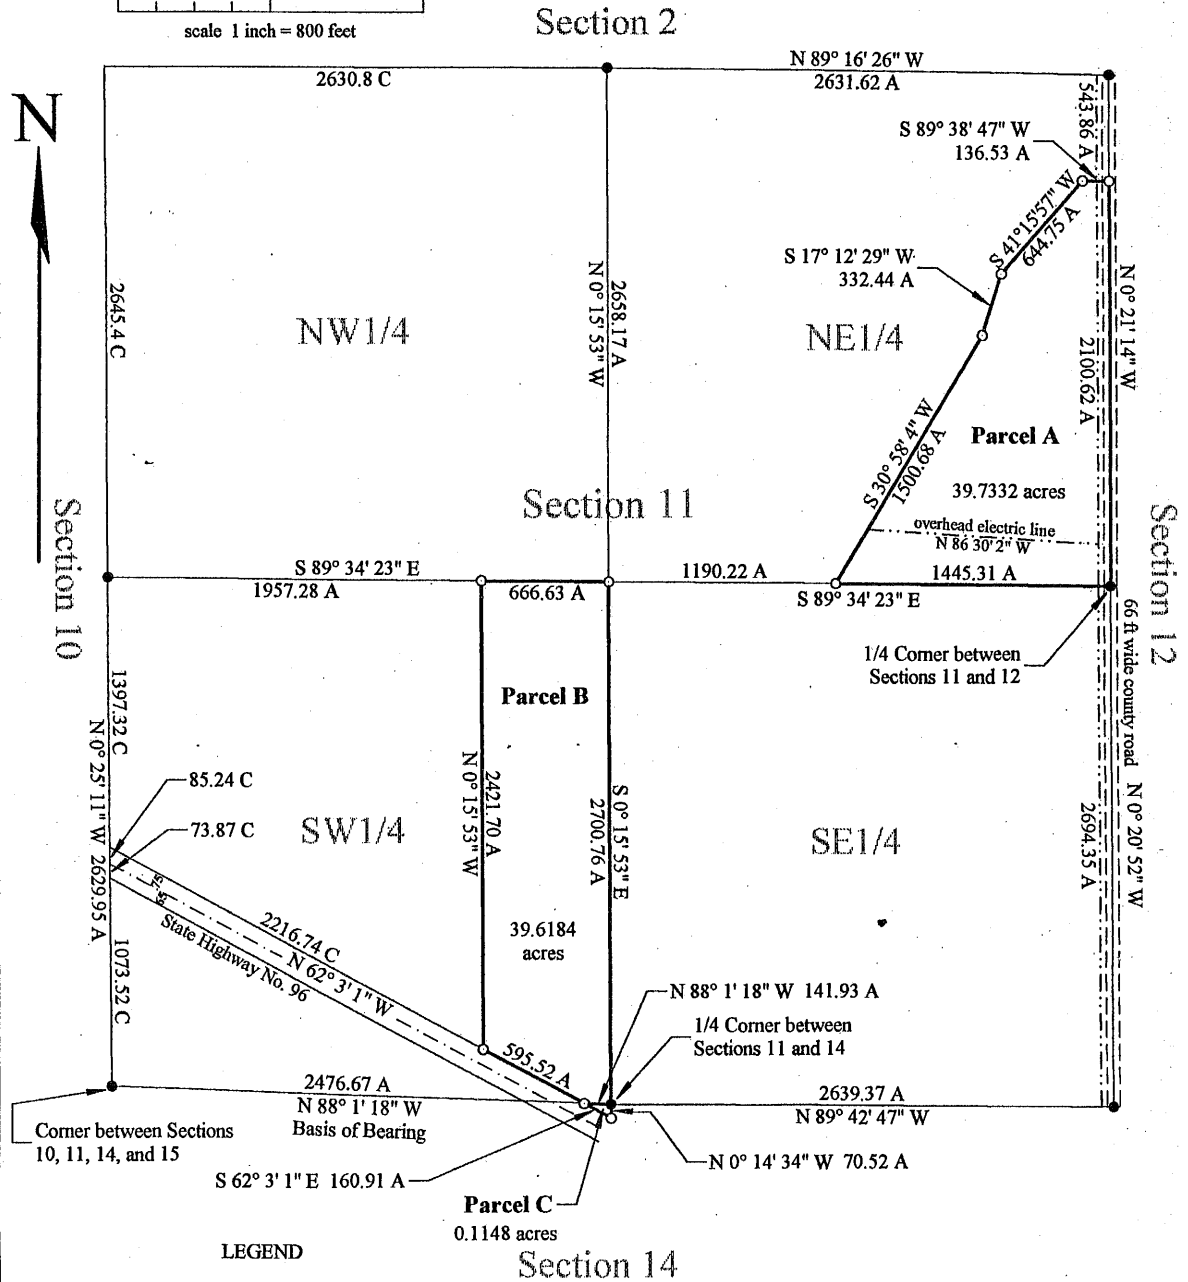 scale 1 inch = 800 feet
Section 2
N 89° 16' 26" W
2630.8 C
2631.62 A
N
543.86 A
S 89° 38' 47" W
136.53 A
S 41°15'57" W
644.75 A
S 17° 12' 29" W
332.44 A
2645.4 C
N 0° 15' 53" W
2658.17 A
N 0° 21' 14" W
2100.62 A
NW1/4
NE1/4
S 30° 58' 4" W
1500.68 A
Parcel A
39.7332 acres
Section 11
Section 10
Section 12
overhead electric line
N 86 30' 2" W
S 89° 34' 23" E
1957.28 A
666.63 A
1190.22 A
1445.31 A
S 89° 34' 23" E
66 ft wide county road
1/4 Corner between
Sections 11 and 12
1397.32 C
N 0° 25' 11" W 2629.95 A
Parcel B
85.24 C
73.87 C
N 0° 15' 53" W
2421.70 A
S 0° 15' 53" E
2700.76 A
N 0° 20' 52" W
2694.35 A
SW1/4
SE1/4
2216.74 C
N 62° 3' 1" W
State Highway No. 96
39.6184
acres
1073.52 C
N 88° 1' 18" W 141.93 A
1/4 Corner between
Sections 11 and 14
595.52 A
2476.67 A
N 88° 1' 18" W
Basis of Bearing
2639.37 A
N 89° 42' 47" W
Corner between Sections
10, 11, 14, and 15
S 62° 3' 1" E 160.91 A
N 0° 14' 34" W 70.52 A
Parcel C
0.1148 acres
LEGEND
Section 14